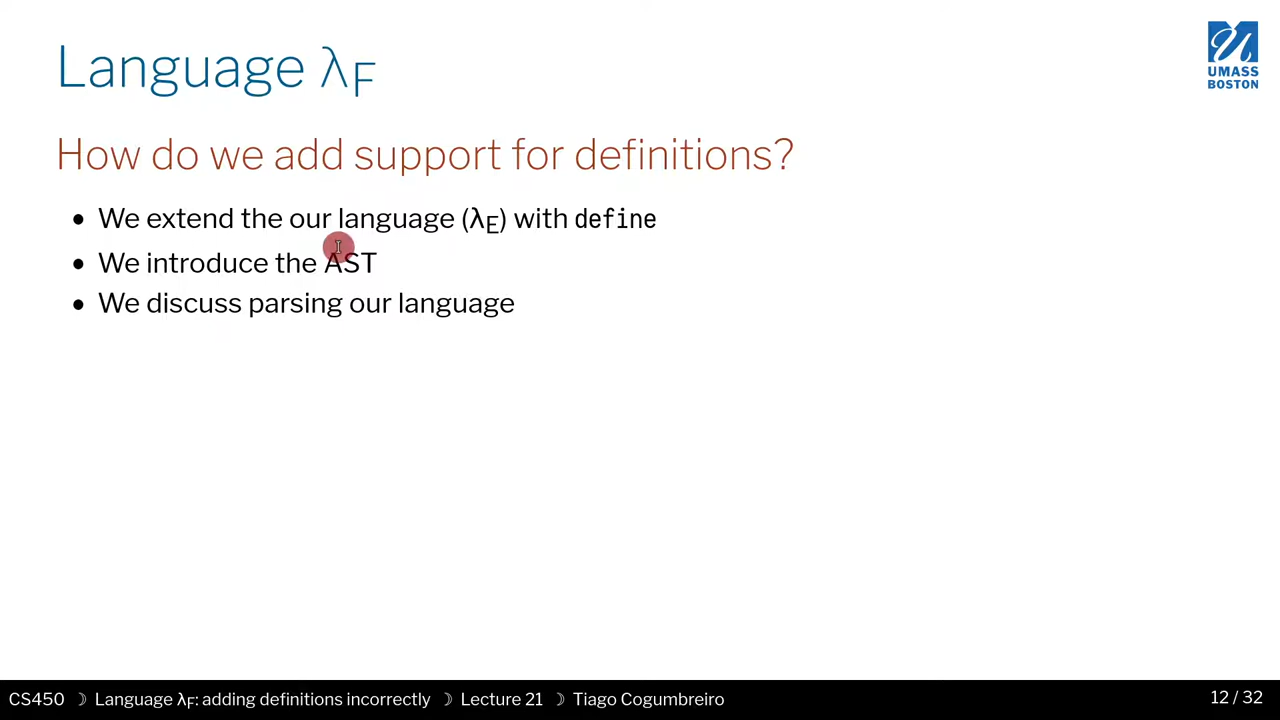 Language λF
UMASS
BOSTON
How do we add support for definitions?
• We extend the our language (λE) with define
• We introduce the AST
• We discuss parsing our language
CS450 ☽ Language λF: adding definitions incorrectly ☽ Lecture 21 ☽ Tiago Cogumbreiro
12 / 32